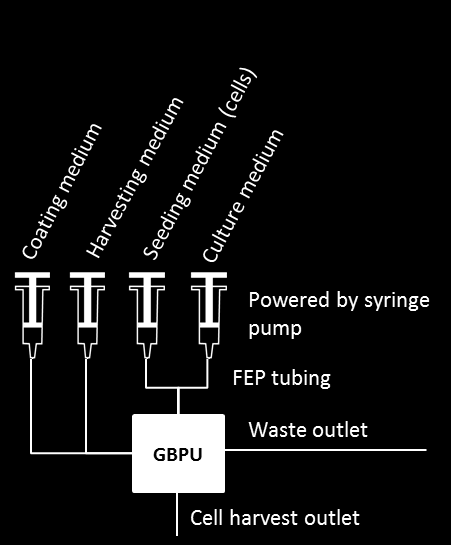 Coating medium
Harvesting medium
Seeding medium (cells)
Culture medium
Powered by syringe
pump
FEP tubing
Waste outlet
GBPU
Cell harvest outlet